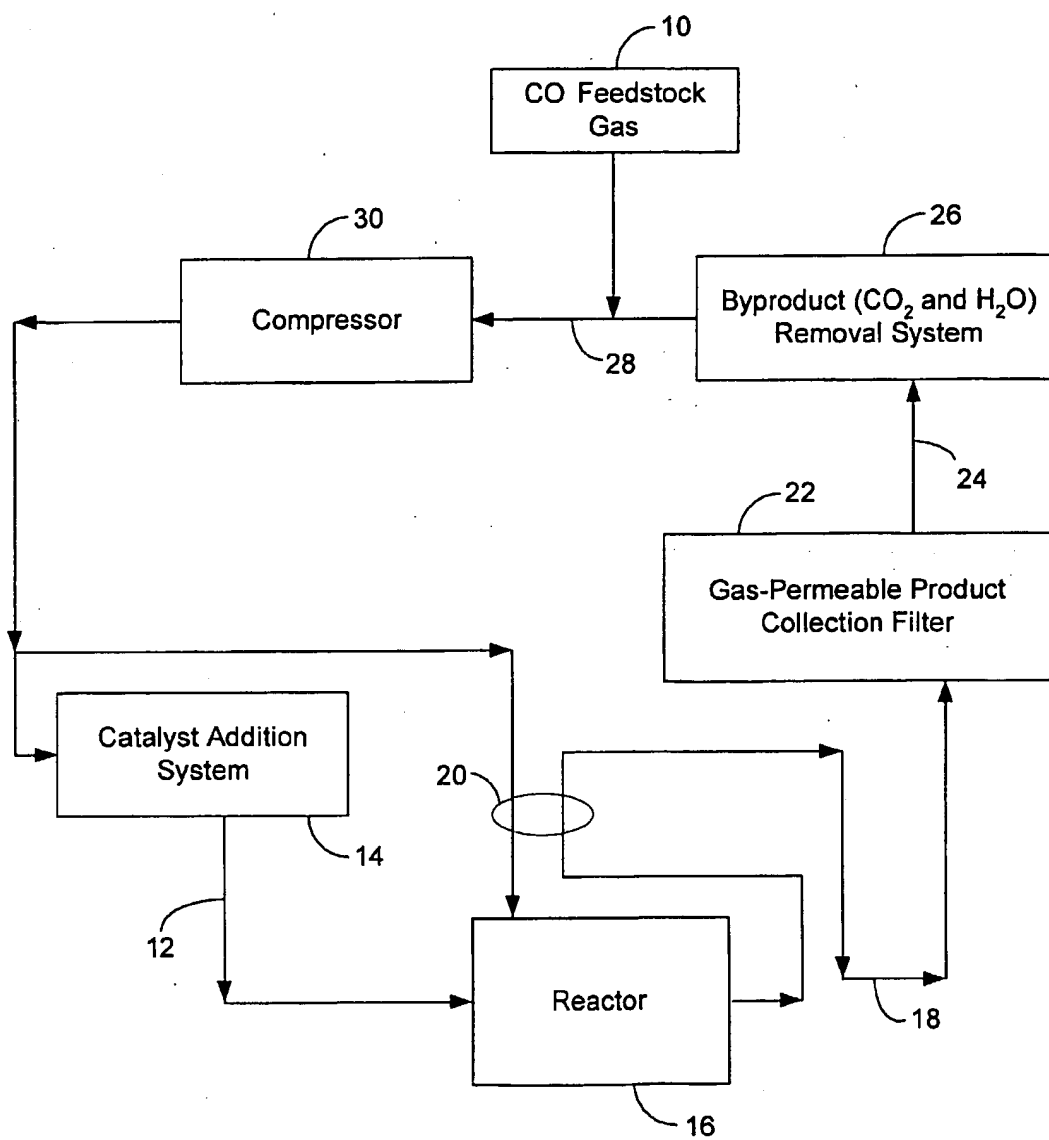 10
CO Feedstock
Gas
30
26
Compressor
Byproduct (CO₂ and H₂O)
Removal System
28
24
22
Gas-Permeable Product
Collection Filter
Catalyst Addition
System
20
14
12
Reactor
18
16